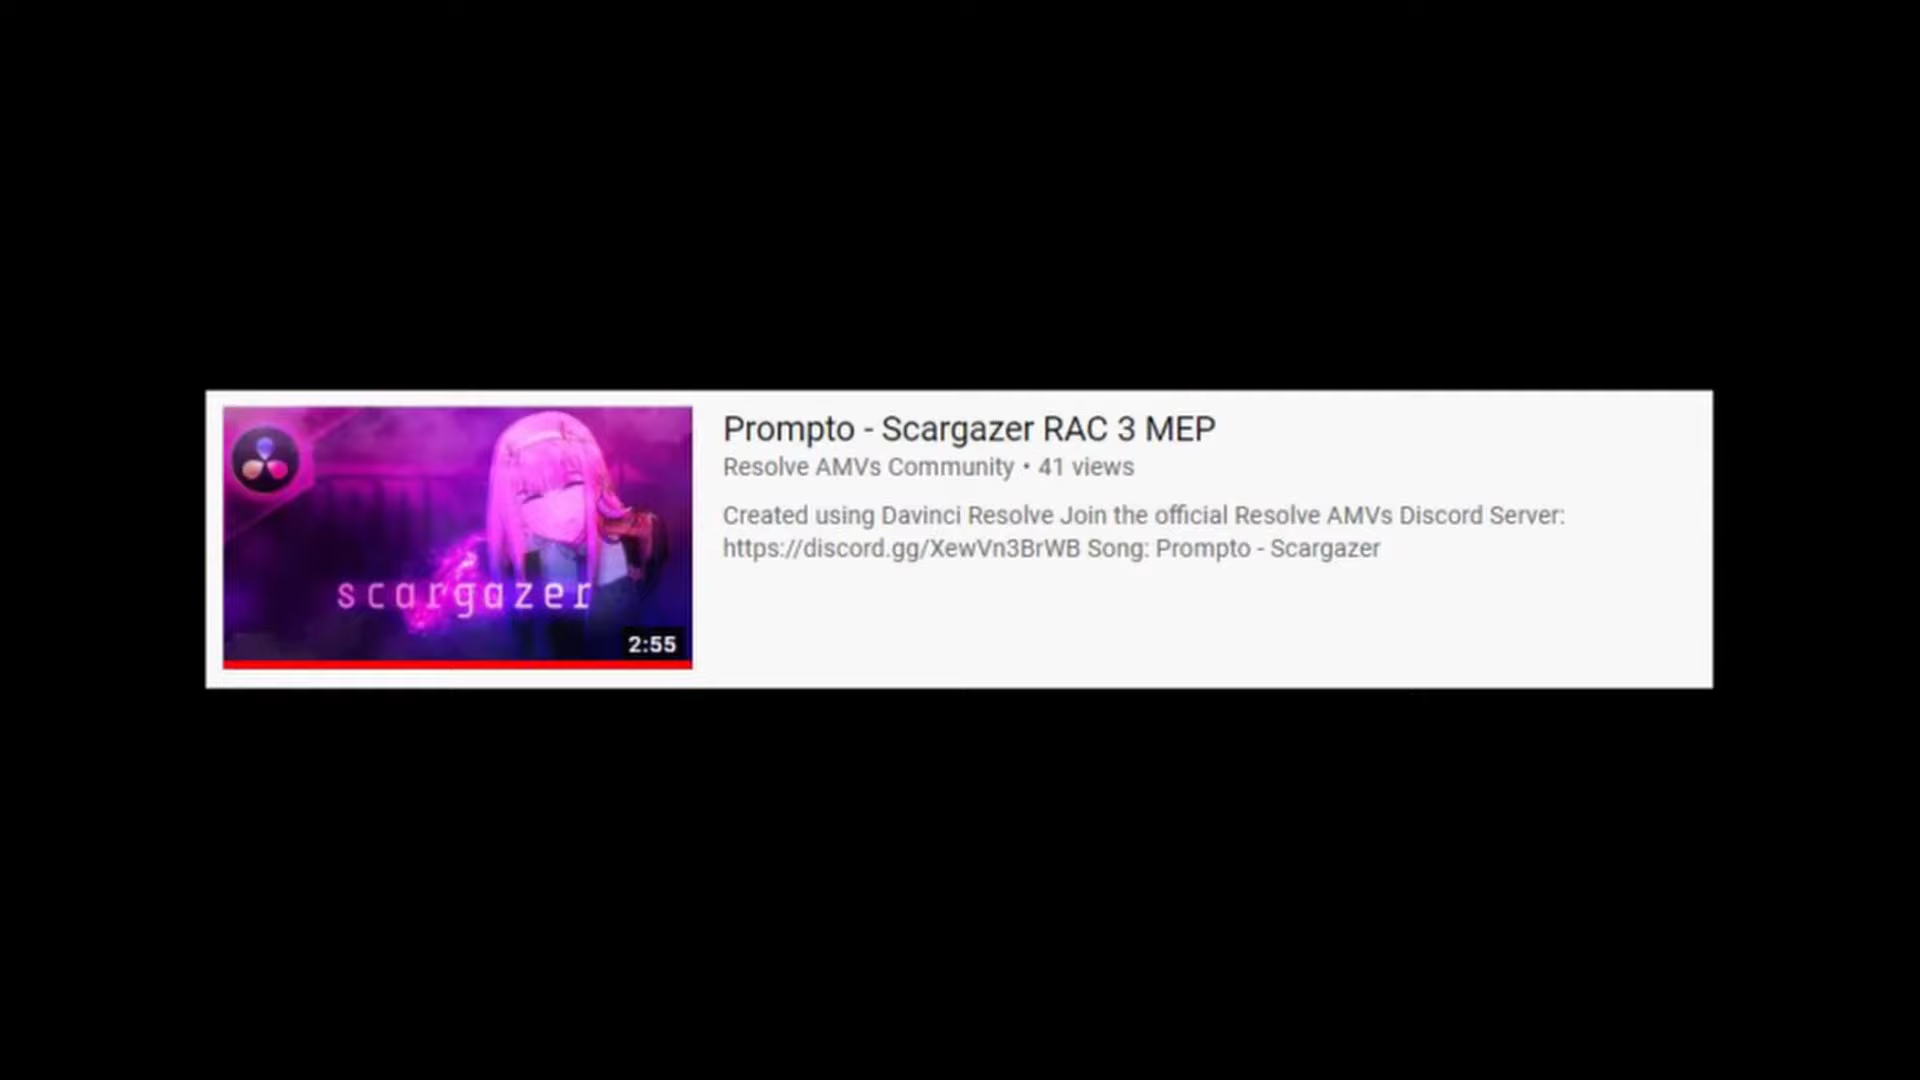 scargazer
2:55
Prompto - Scargazer RAC 3 MEP
Resolve AMVs Community • 41 views
Created using Davinci Resolve Join the official Resolve AMVs Discord Server:
https://discord.gg/XewVn3BrWB Song: Prompto - Scargazer